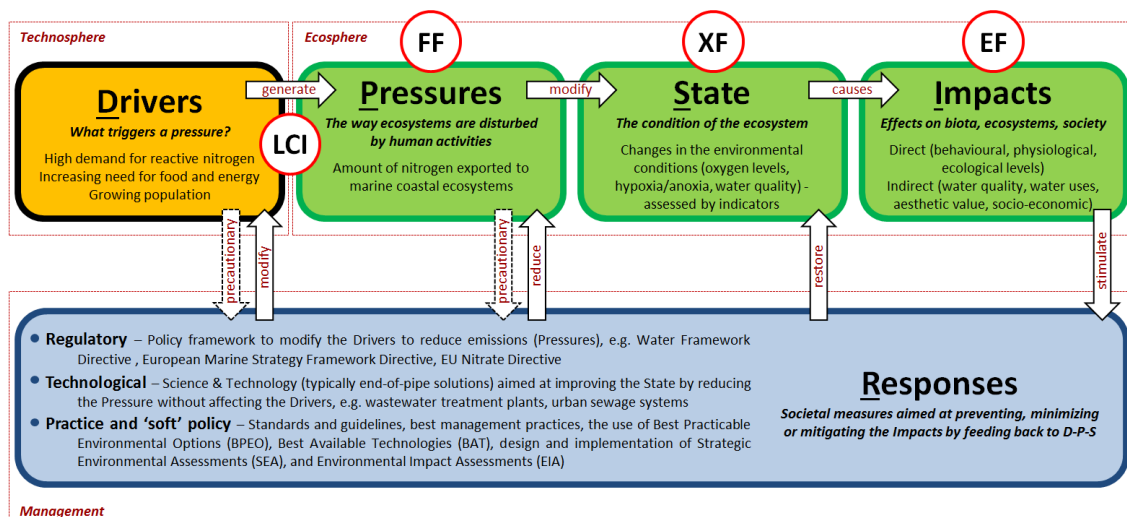 Technosphere
Ecosphere
FF
XF
EF
Drivers
What triggers a pressure?
High demand for reactive nitrogen
Increasing need for food and energy
Growing population
generate
LCI
Pressures
The way ecosystems are disturbed
by human activities
Amount of nitrogen exported to
marine coastal ecosystems
modify
State
The condition of the ecosystem
Changes in the environmental
conditions (oxygen levels,
hypoxia/anoxia, water quality) -
assessed by indicators
causes
Impacts
Effects on biota, ecosystems, society
Direct (behavioural, physiological,
ecological levels)
Indirect (water quality, water uses,
aesthetic value, socio-economic)
precautionary
modify
precautionary
reduce
restore
stimulate
• Regulatory – Policy framework to modify the Drivers to reduce emissions (Pressures), e.g. Water Framework
Directive , European Marine Strategy Framework Directive, EU Nitrate Directive
• Technological – Science & Technology (typically end-of-pipe solutions) aimed at improving the State by reducing
the Pressure without affecting the Drivers, e.g. wastewater treatment plants, urban sewage systems
• Practice and ‘soft’ policy – Standards and guidelines, best management practices, the use of Best Practicable
Environmental Options (BPEO), Best Available Technologies (BAT), design and implementation of Strategic
Environmental Assessments (SEA), and Environmental Impact Assessments (EIA)
Responses
Societal measures aimed at preventing, minimizing
or mitigating the Impacts by feeding back to D-P-S
Management